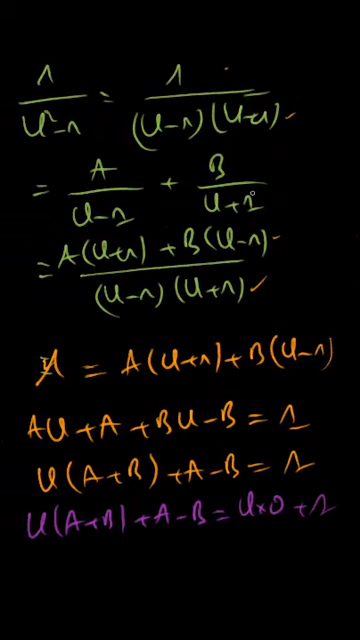 1/(u²-1) = 1/((u-1)(u+1))
= A/(u-1) + B/(u+1)
= (A(u+1) + B(u-1))/((u-1)(u+1))
1 = A(u+1) + B(u-1)
Au + A + Bu - B = 1
u(A+B) + A - B = 1
u(A+B) + A - B = u×0 + 1